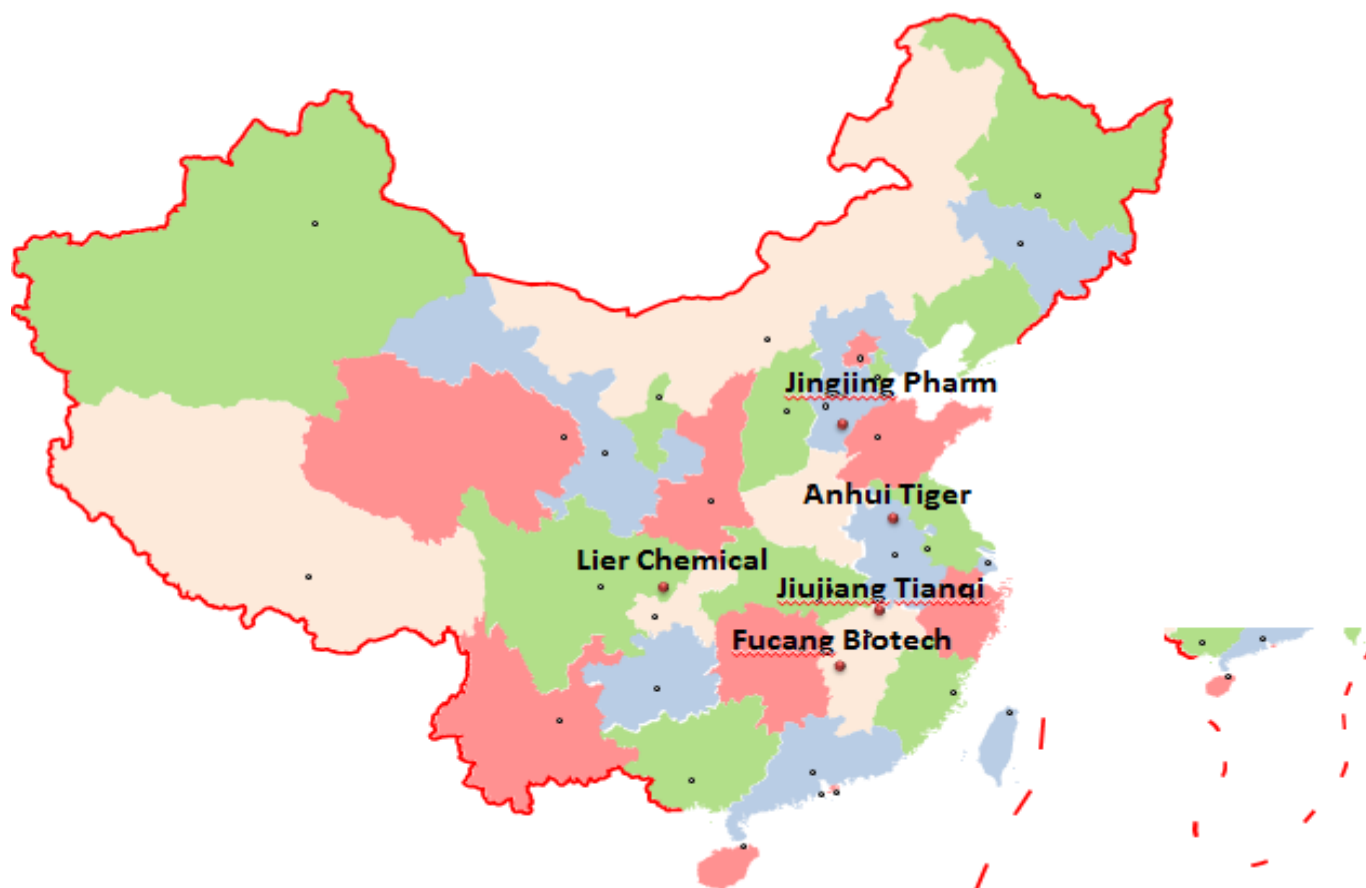 Jingjing Pharm
Anhui Tiger
Lier Chemical
Jiujiang Tianqi
Fucang Biotech